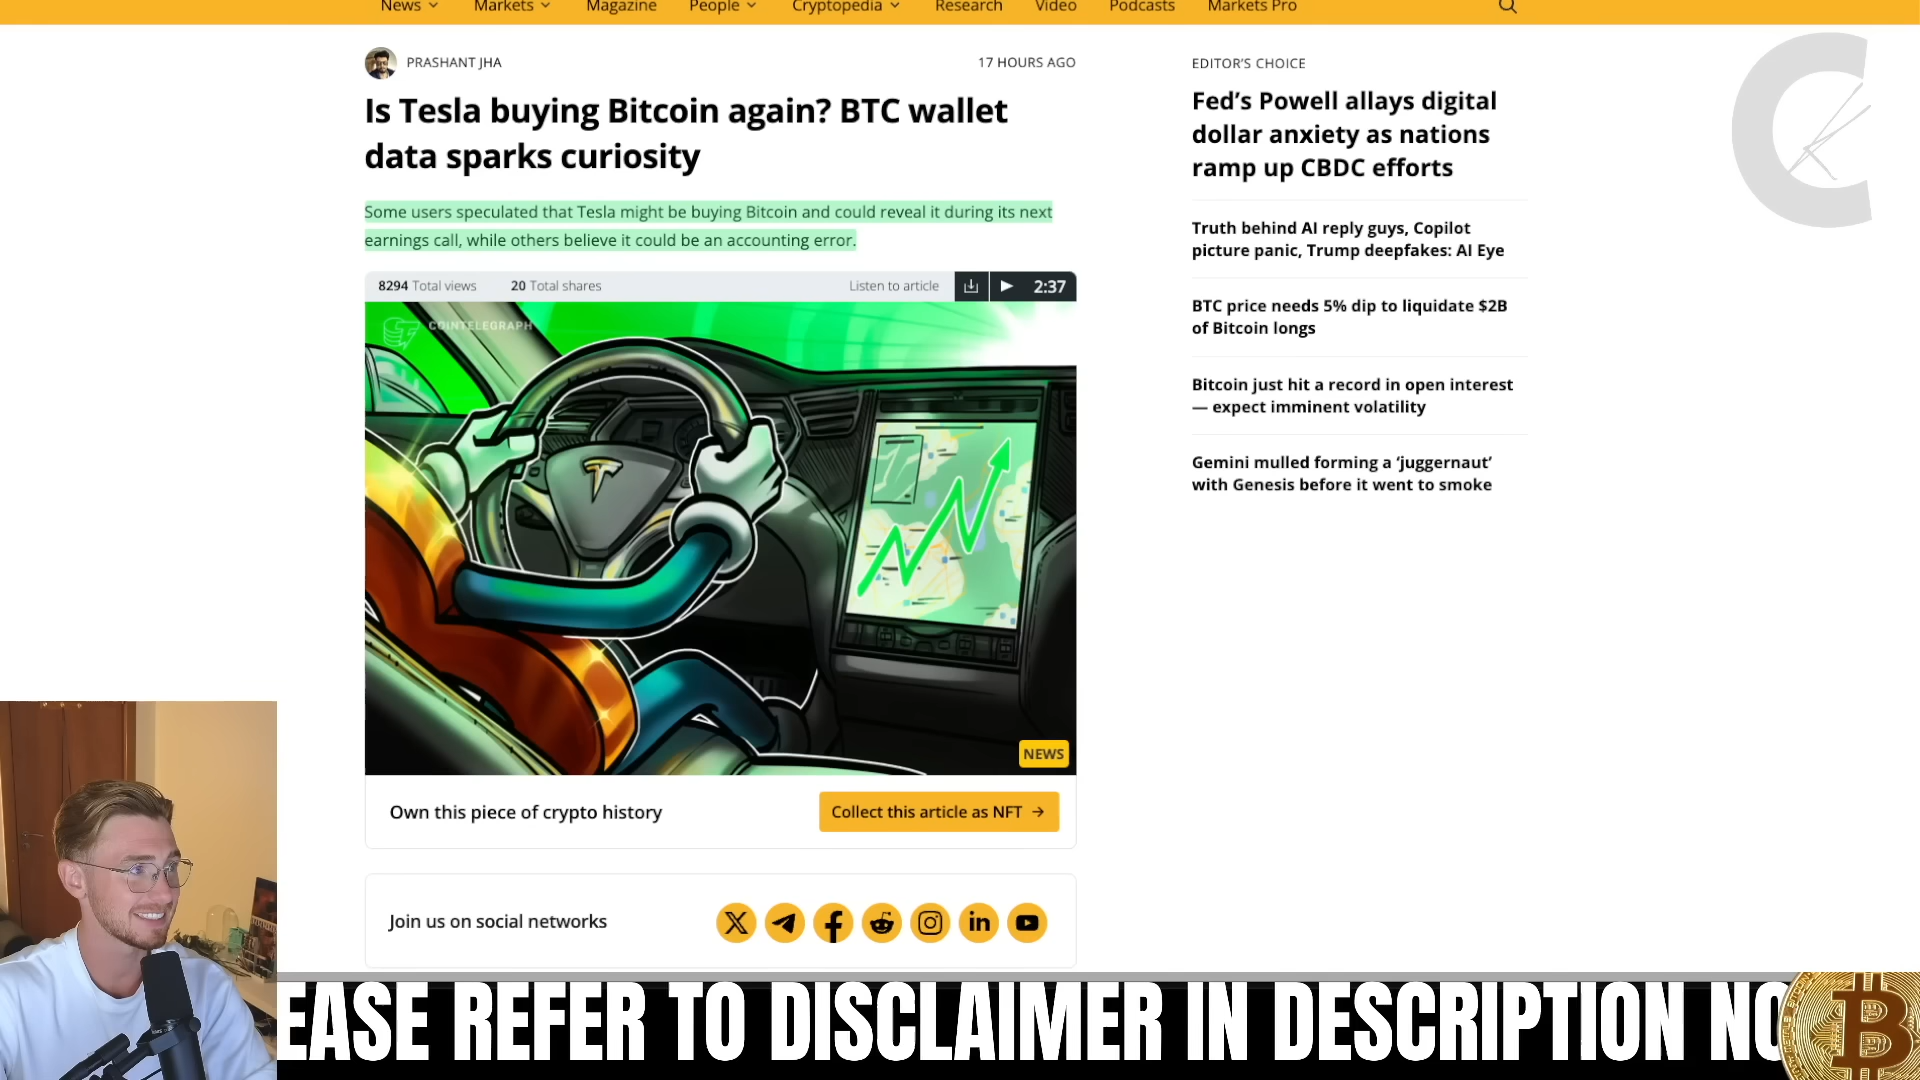 News
Markets
Magazine
People
Cryptopedia
Research
Video
Podcasts
Markets Pro
PRASHANT JHA
17 HOURS AGO
Is Tesla buying Bitcoin again? BTC wallet
data sparks curiosity
Some users speculated that Tesla might be buying Bitcoin and could reveal it during its next
earnings call, while others believe it could be an accounting error.
8294 Total views
20 Total shares
Listen to article
2:37
COINTELEGRAPH
NEWS
Own this piece of crypto history
Collect this article as NFT →
Join us on social networks
EDITOR'S CHOICE
Fed's Powell allays digital
dollar anxiety as nations
ramp up CBDC efforts
Truth behind AI reply guys, Copilot
picture panic, Trump deepfakes: AI Eye
BTC price needs 5% dip to liquidate $2B
of Bitcoin longs
Bitcoin just hit a record in open interest
— expect imminent volatility
Gemini mulled forming a ‘juggernaut’
with Genesis before it went to smoke
EASE REFER TO DISCLAIMER IN DESCRIPTION NO